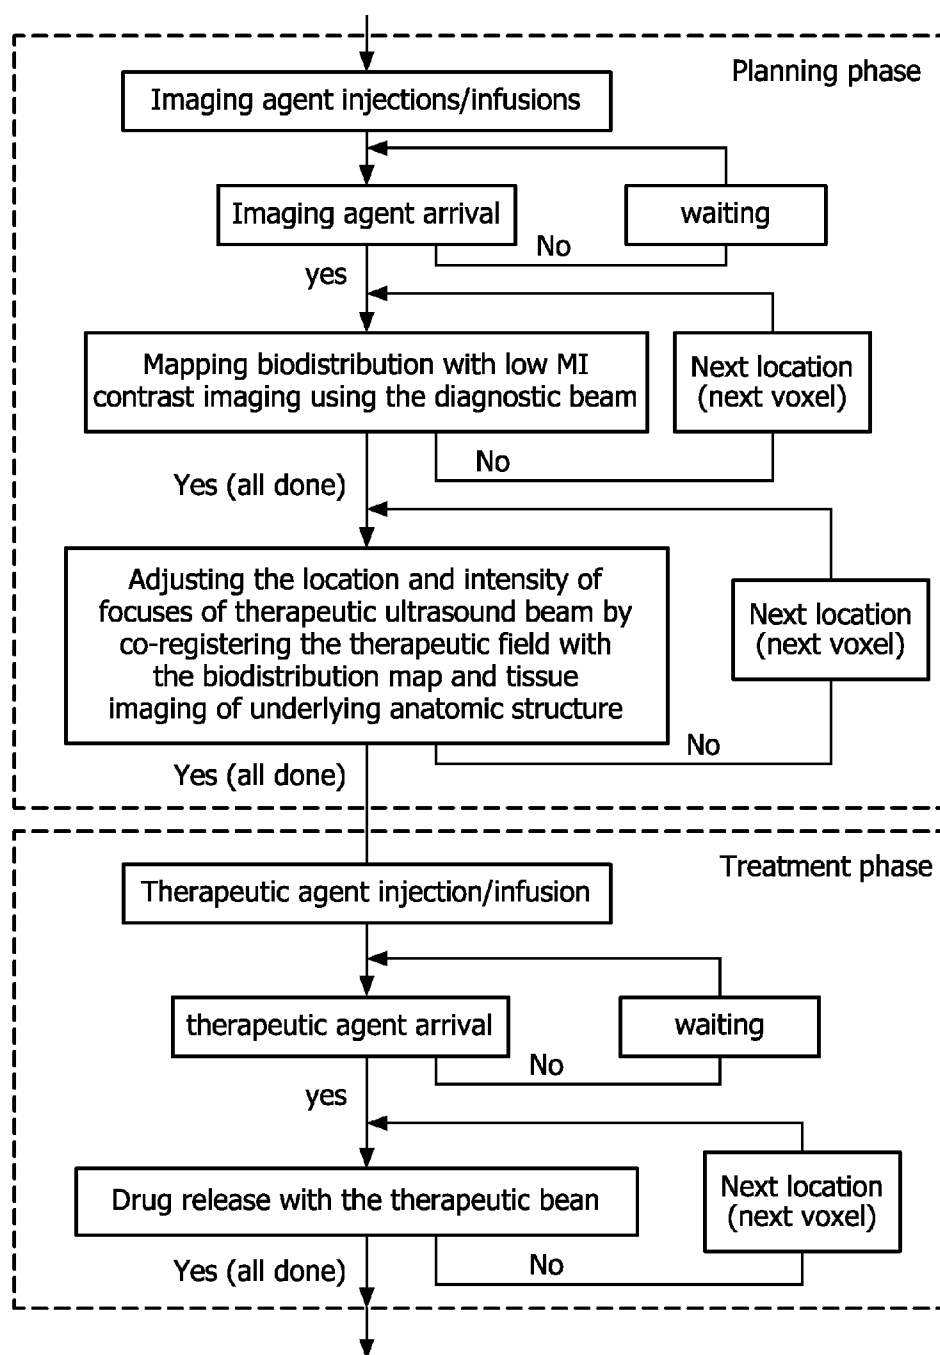 Planning phase
Imaging agent injections/infusions
Imaging agent arrival
waiting
No
yes
Mapping biodistribution with low MI
contrast imaging using the diagnostic beam
Next location
(next voxel)
No
Yes (all done)
Adjusting the location and intensity of
focuses of therapeutic ultrasound beam by
co-registering the therapeutic field with
the biodistribution map and tissue
imaging of underlying anatomic structure
Next location
(next voxel)
No
Yes (all done)
Treatment phase
Therapeutic agent injection/infusion
therapeutic agent arrival
waiting
No
yes
Drug release with the therapeutic bean
Next location
(next voxel)
No
Yes (all done)